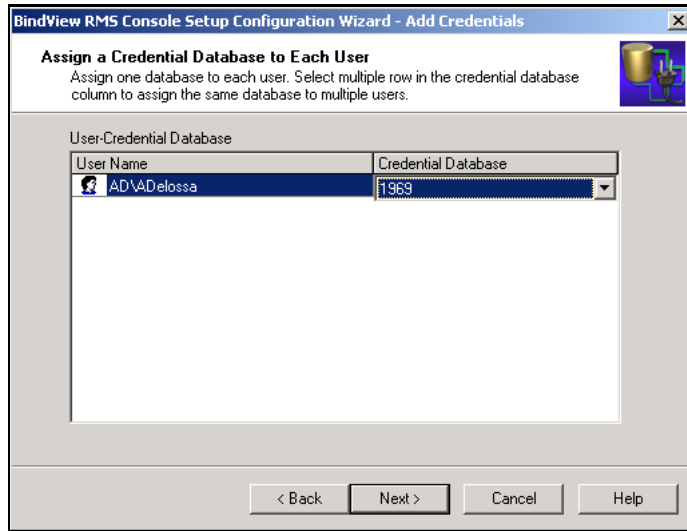 BindView RMS Console Setup Configuration Wizard - Add Credentials
Assign a Credential Database to Each User
Assign one database to each user. Select multiple row in the credential database
column to assign the same database to multiple users.
User-Credential Database
User Name Credential Database
AD\ADelossa 1969
< Back Next > Cancel Help